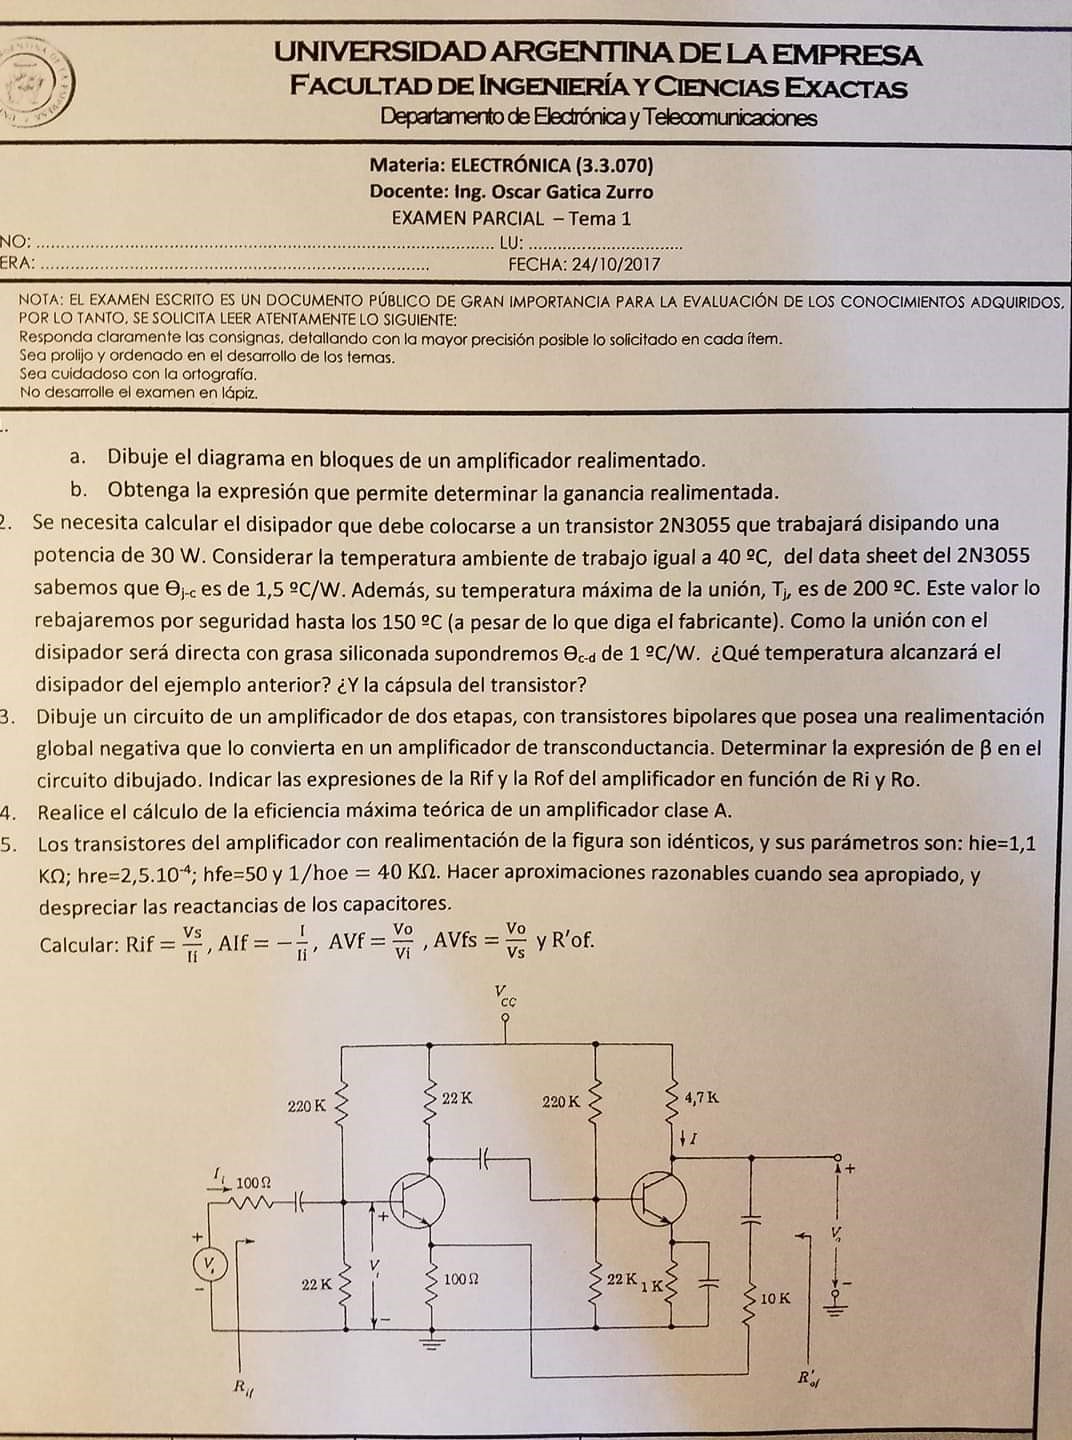 UNIVERSIDAD ARGENTINA DE LA EMPRESA
FACULTAD DE INGENIERÍA Y CIENCIAS EXACTAS
Departamento de Electrónica y Telecomunicaciones
Materia: ELECTRÓNICA (3.3.070)
Docente: Ing. Oscar Gatica Zurro
EXAMEN PARCIAL – Tema 1
NO: ........................................ LU: ................................
ERA: ........................................ FECHA: 24/10/2017
NOTA: EL EXAMEN ESCRITO ES UN DOCUMENTO PÚBLICO DE GRAN IMPORTANCIA PARA LA EVALUACIÓN DE LOS CONOCIMIENTOS ADQUIRIDOS,
POR LO TANTO, SE SOLICITA LEER ATENTAMENTE LO SIGUIENTE:
Responda claramente las consignas, detallando con la mayor precisión posible lo solicitado en cada ítem.
Sea prolijo y ordenado en el desarrollo de los temas.
Sea cuidadoso con la ortografía.
No desarrolle el examen en lápiz.
a. Dibuje el diagrama en bloques de un amplificador realimentado.
b. Obtenga la expresión que permite determinar la ganancia realimentada.
2. Se necesita calcular el disipador que debe colocarse a un transistor 2N3055 que trabajará disipando una
potencia de 30 W. Considerar la temperatura ambiente de trabajo igual a 40 ºC, del data sheet del 2N3055
sabemos que Θj-c es de 1,5 ºC/W. Además, su temperatura máxima de la unión, Tj, es de 200 ºC. Este valor lo
rebajaremos por seguridad hasta los 150 ºC (a pesar de lo que diga el fabricante). Como la unión con el
disipador será directa con grasa siliconada supondremos Θc-d de 1 ºC/W. ¿Qué temperatura alcanzará el
disipador del ejemplo anterior? ¿Y la cápsula del transistor?
3. Dibuje un circuito de un amplificador de dos etapas, con transistores bipolares que posea una realimentación
global negativa que lo convierta en un amplificador de transconductancia. Determinar la expresión de β en el
circuito dibujado. Indicar las expresiones de la Rif y la Rof del amplificador en función de Ri y Ro.
4. Realice el cálculo de la eficiencia máxima teórica de un amplificador clase A.
5. Los transistores del amplificador con realimentación de la figura son idénticos, y sus parámetros son: hie=1,1
KΩ; hre=2,5.10⁻⁴; hfe=50 y 1/hoe = 40 KΩ. Hacer aproximaciones razonables cuando sea apropiado, y
despreciar las reactancias de los capacitores.
Calcular: Rif = Vs/Ii, AIf = −I/Ii, AVf = Vo/Vi, AVfs = Vo/Vs y R'of.
VCC
220 K
22 K
220 K
4,7 K
I
Ii
100 Ω
+
+
+
Vi
Vo
22 K
100 Ω
22 K
1 K
10 K
−
−
−
Rif
R'of